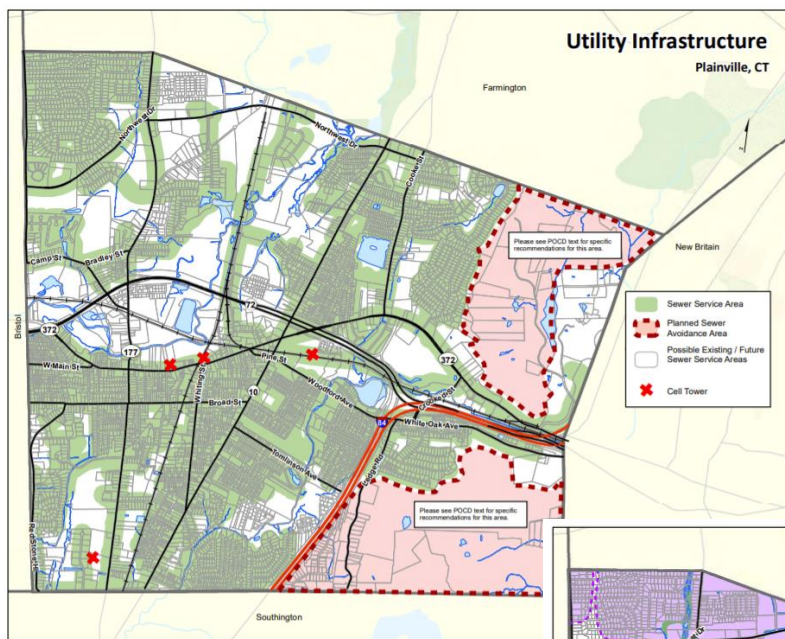 Utility Infrastructure
Plainville, CT
Farmington
Northwest Dr
Northwest Dr
Cooke St
Please see POCD text for specific
recommendations for this area.
New Britain
Camp St
Bradley St
Bristol
72
372
177
W Main St
Whiting St
Pine St
372
Woodford Ave
Crooked St
10
Broad St
84
White Oak Ave
Tomlinson Ave
Ledge Rd
Redstone
Please see POCD text for specific
recommendations for this area.
Southington
Sewer Service Area
Planned Sewer
Avoidance Area
Possible Existing / Future
Sewer Service Areas
Cell Tower